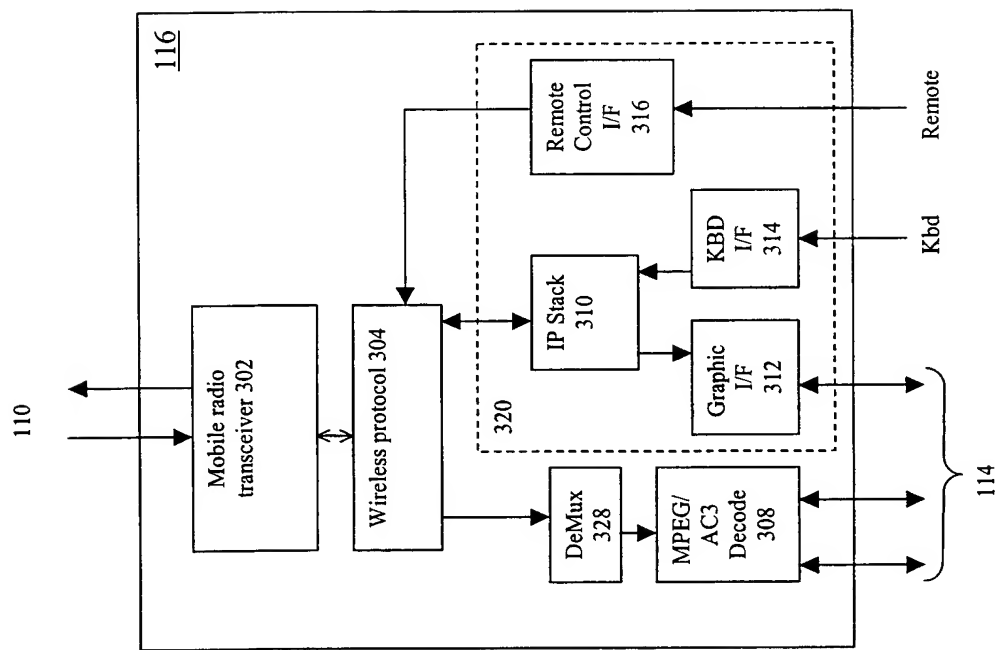 110
116
Mobile radio
transceiver 302
Wireless protocol 304
320
DeMux
328
MPEG/
AC3
Decode
308
IP Stack
310
Graphic
I/F
312
KBD
I/F
314
Remote
Control
I/F
316
114
Kbd
Remote